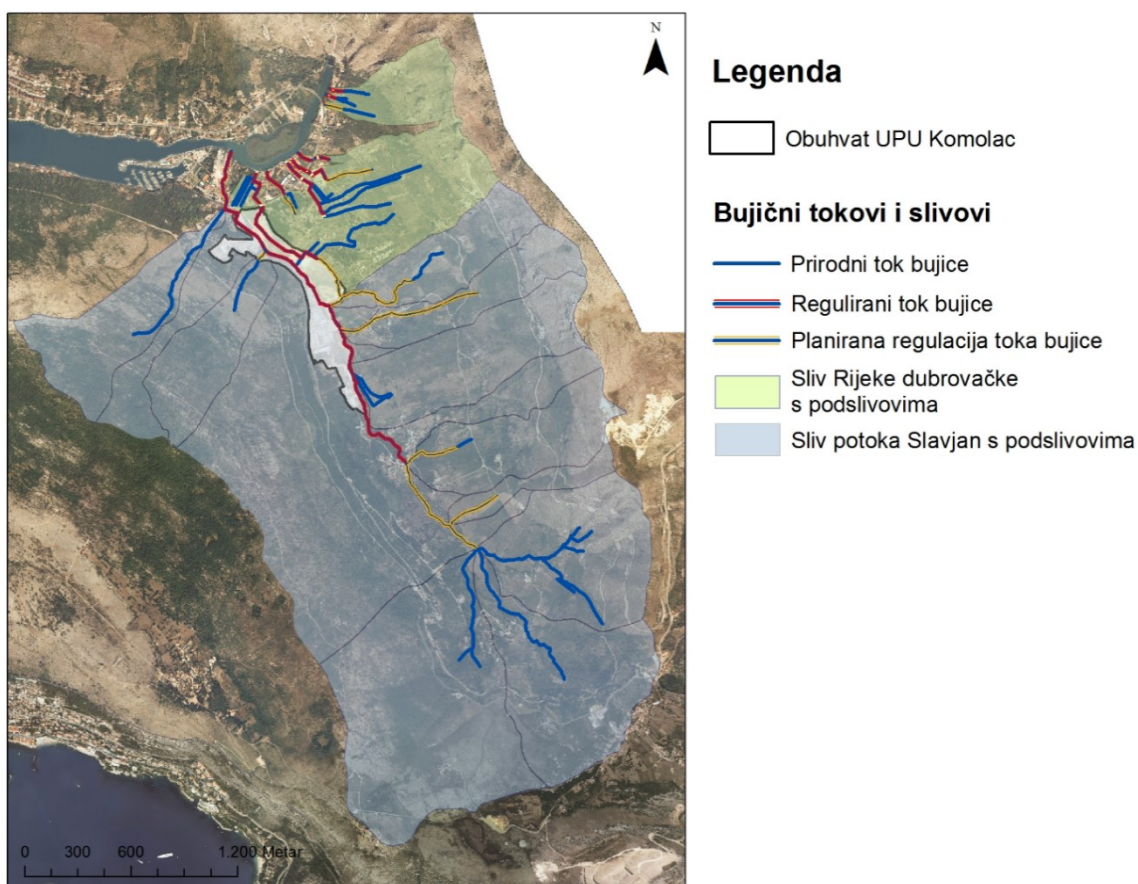 N
Legenda
Obuhvat UPU Komolac
Bujični tokovi i slivovi
Prirodni tok bujice
Regulirani tok bujice
Planirana regulacija toka bujice
Sliv Rijeke dubrovačke
s podslivovima
Sliv potoka Slavjan s podslivovima
0 300 600 1.200 Metar